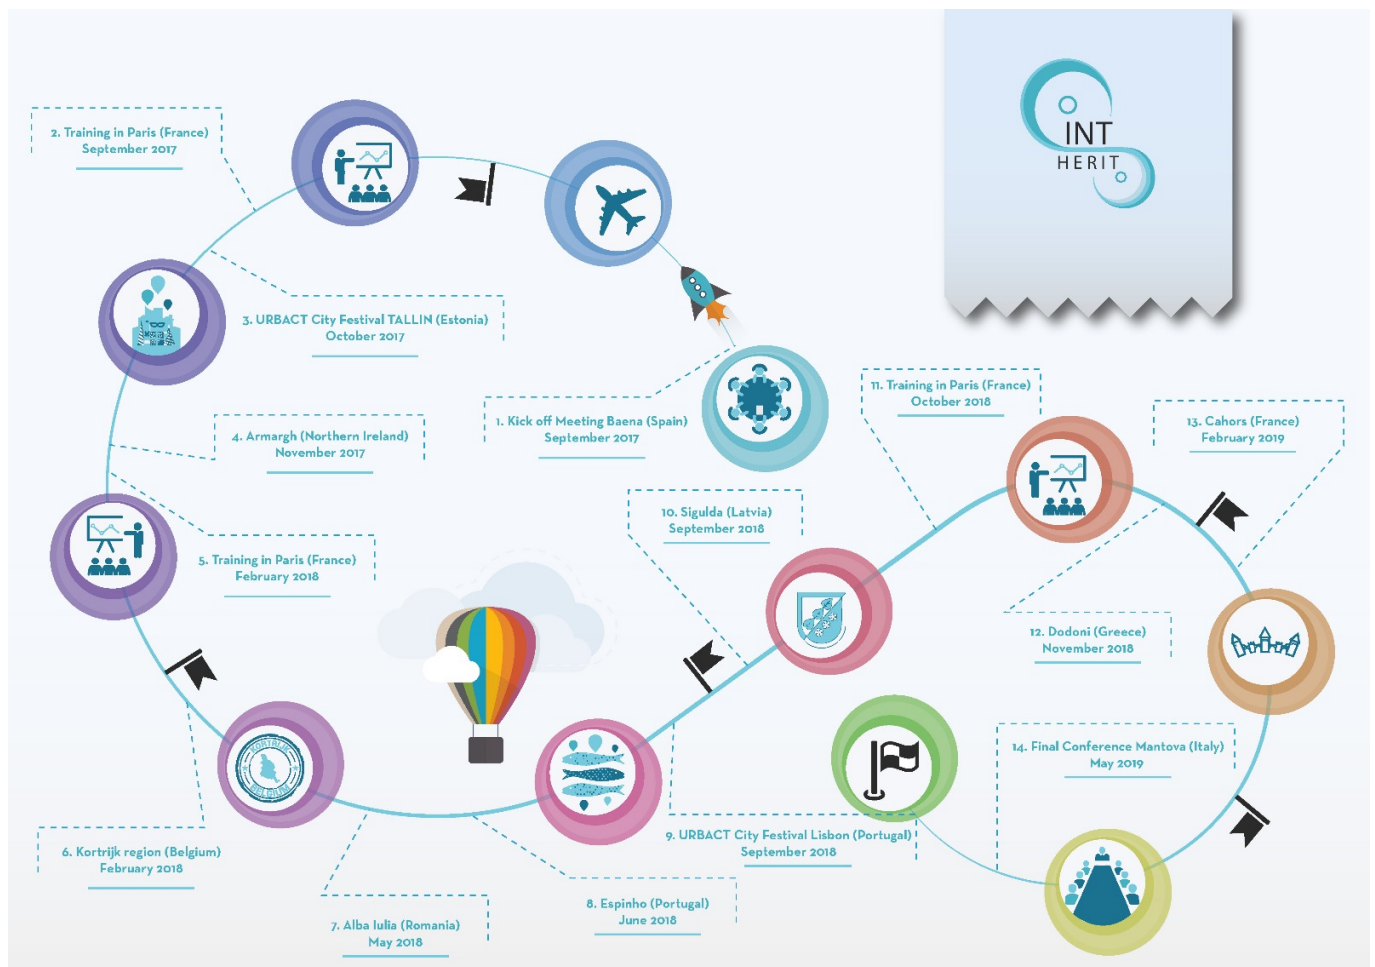 INT
HERIT
1. Kick off Meeting Baena (Spain)
September 2017
2. Training in Paris (France)
September 2017
3. URBACT City Festival TALLIN (Estonia)
October 2017
4. Armargh (Northern Ireland)
November 2017
5. Training in Paris (France)
February 2018
6. Kortrijk region (Belgium)
February 2018
KORTRIJK
BELGIUM
7. Alba Iulia (Romania)
May 2018
8. Espinho (Portugal)
June 2018
9. URBACT City Festival Lisbon (Portugal)
September 2018
10. Sigulda (Latvia)
September 2018
11. Training in Paris (France)
October 2018
12. Dodoni (Greece)
November 2018
13. Cahors (France)
February 2019
14. Final Conference Mantova (Italy)
May 2019